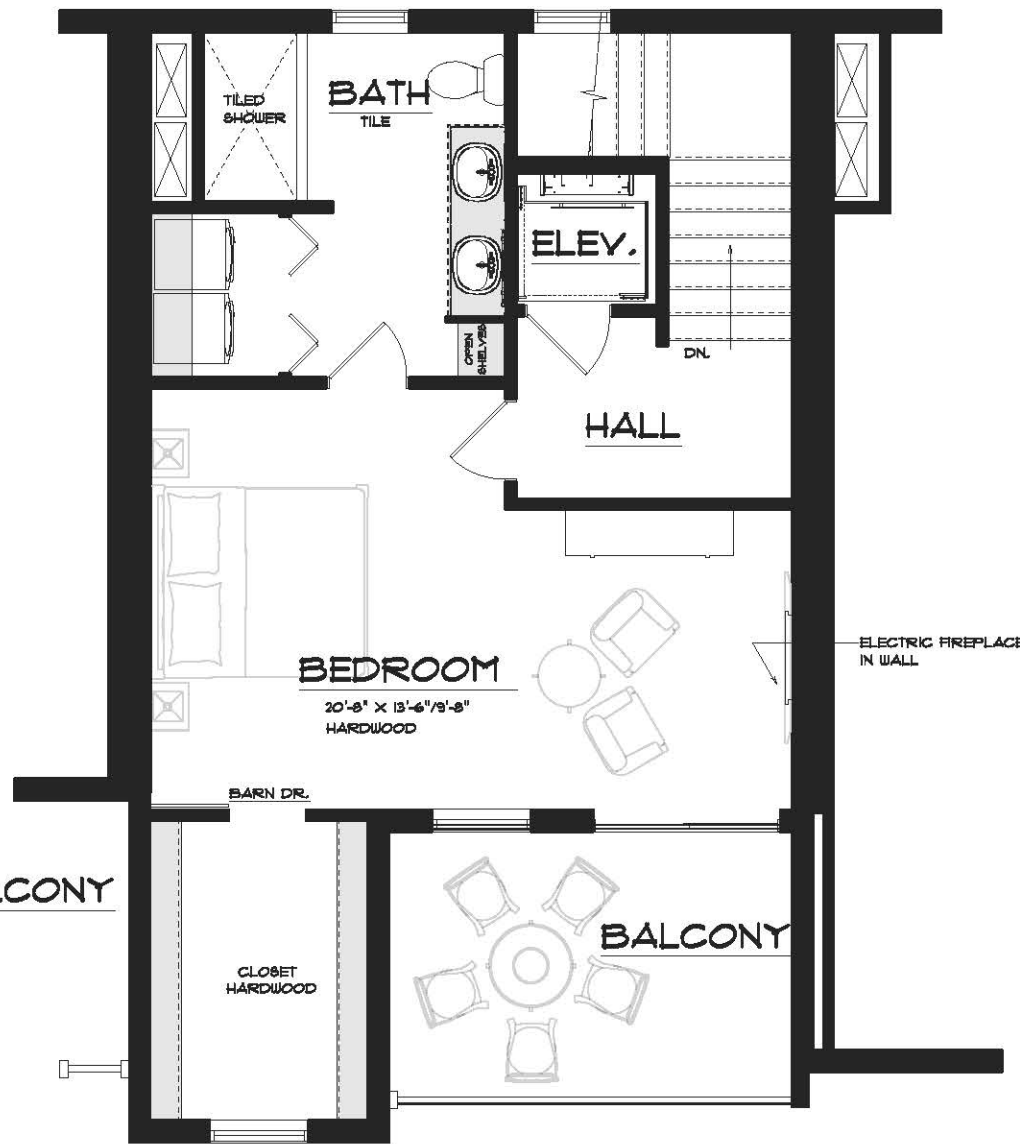 TILED
SHOWER
BATH
TILE
ELEV.
OPEN
SHELVES
DN.
HALL
ELECTRIC FIREPLACE
IN WALL
BEDROOM
20'-8" X 13'-6"/9'-8"
HARDWOOD
BARN DR.
LCONY
BALCONY
CLOSET
HARDWOOD